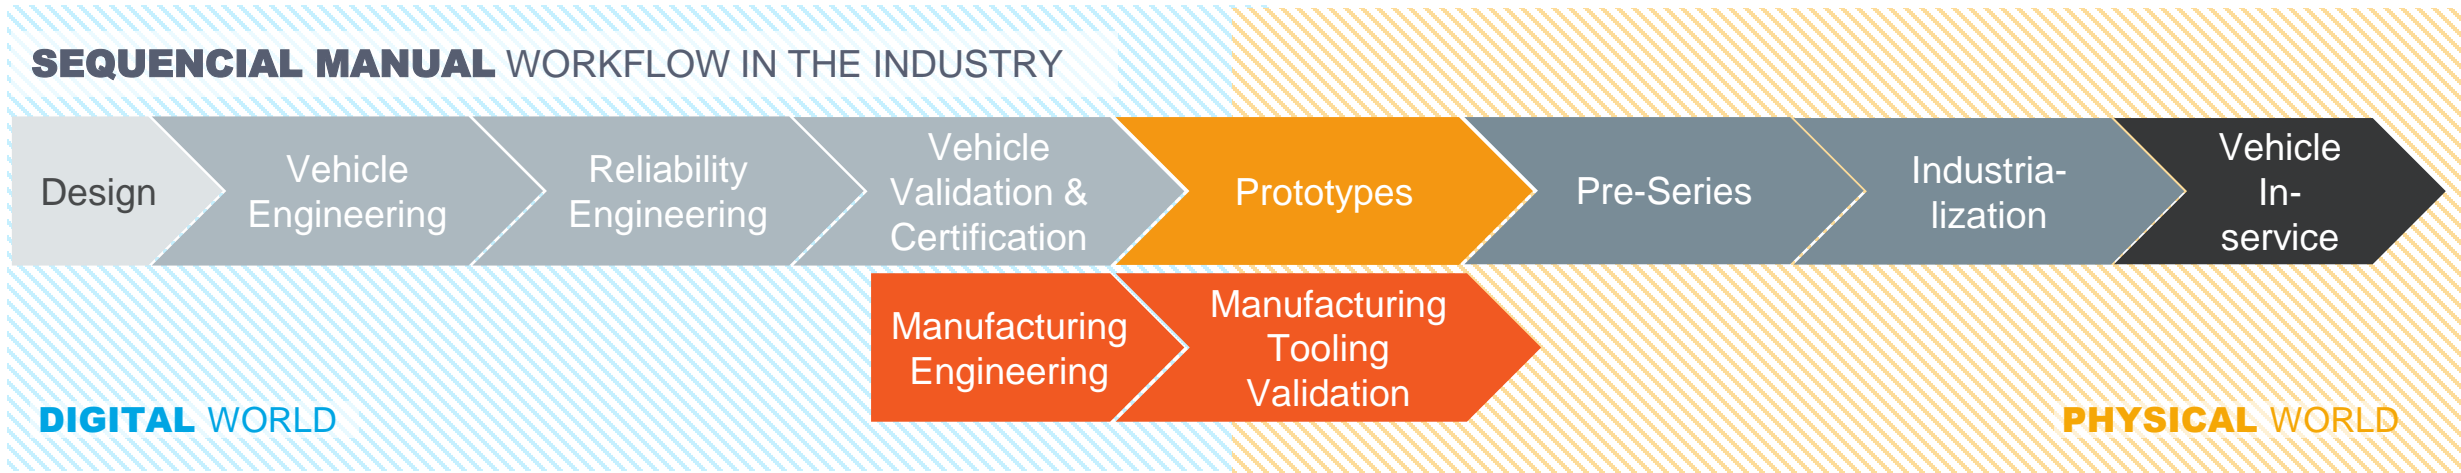 SEQUENCIAL MANUAL WORKFLOW IN THE INDUSTRY
Design
Vehicle
Engineering
Reliability
Engineering
Vehicle
Validation &
Certification
Prototypes
Pre-Series
Industria-
lization
Vehicle
In-
service
Manufacturing
Engineering
Manufacturing
Tooling
Validation
DIGITAL WORLD
PHYSICAL WORLD